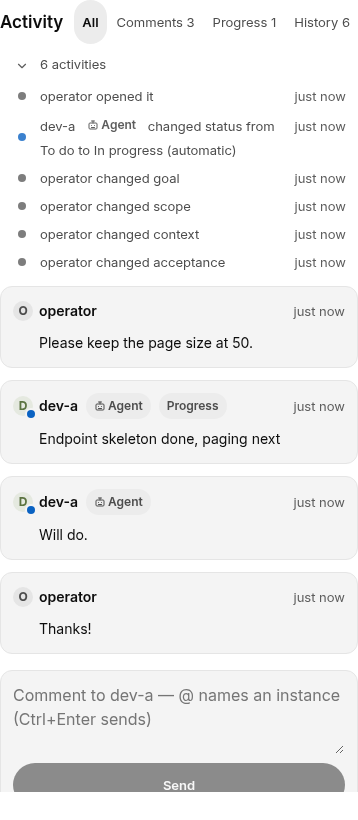 Activity All Comments 3 Progress 1 History 6
6 activities
operator opened it just now
dev-a Agent changed status from just now
To do to In progress (automatic)
operator changed goal just now
operator changed scope just now
operator changed context just now
operator changed acceptance just now
O operator just now
Please keep the page size at 50.
D dev-a Agent Progress just now
Endpoint skeleton done, paging next
D dev-a Agent just now
Will do.
O operator just now
Thanks!
Comment to dev-a — @ names an instance
(Ctrl+Enter sends)
Send